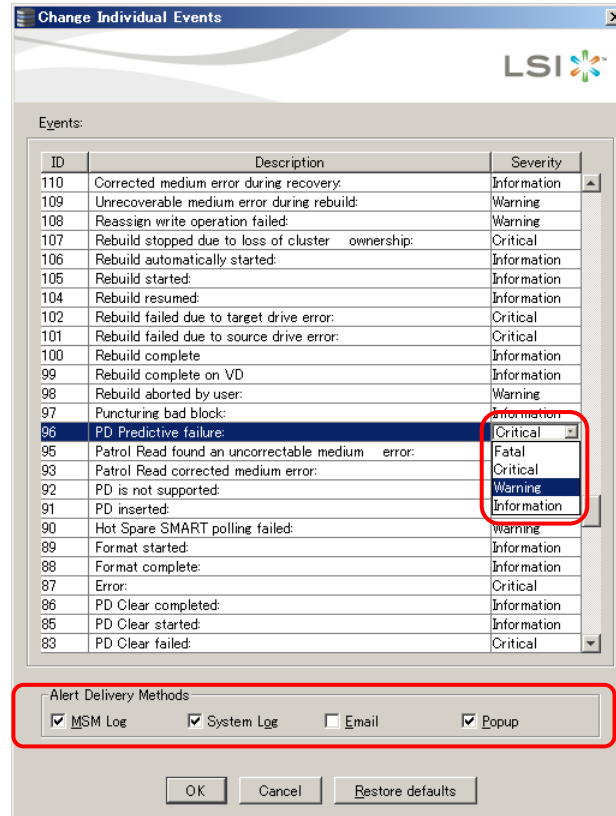 Change Individual Events
LSI
Events:
ID Description Severity
110 Corrected medium error during recovery: Information
109 Unrecoverable medium error during rebuild: Warning
108 Reassign write operation failed: Warning
107 Rebuild stopped due to loss of cluster ownership: Critical
106 Rebuild automatically started: Information
105 Rebuild started: Information
104 Rebuild resumed: Information
102 Rebuild failed due to target drive error: Critical
101 Rebuild failed due to source drive error: Critical
100 Rebuild complete Information
99 Rebuild complete on VD Information
98 Rebuild aborted by user: Warning
97 Puncturing bad block: Information
96 PD Predictive failure: Critical
95 Patrol Read found an uncorrectable medium error: Fatal
93 Patrol Read corrected medium error: Critical
92 PD is not supported: Warning
91 PD inserted: Information
90 Hot Spare SMART polling failed: Warning
89 Format started: Information
88 Format complete: Information
87 Error: Critical
86 PD Clear completed: Information
85 PD Clear started: Information
83 PD Clear failed: Critical
Alert Delivery Methods
MSM Log System Log Email Popup
OK Cancel Restore defaults